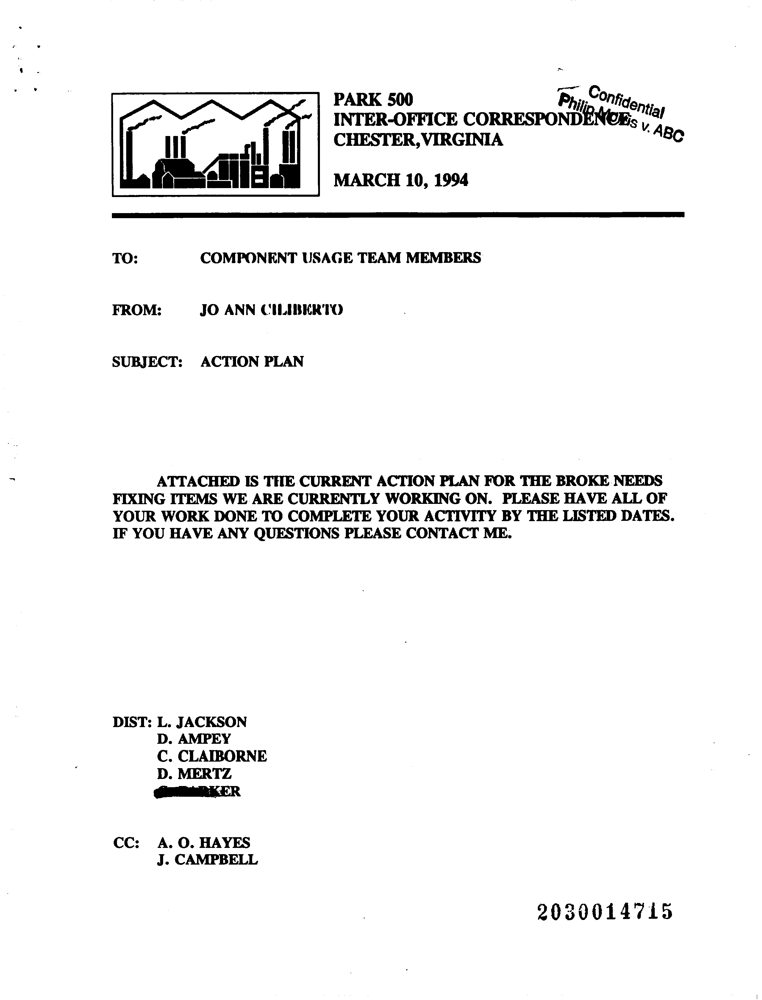 PARK 500
INTER-OFFICE CORRESPONDENCE
CHESTER, VIRGINIA
MARCH 10, 1994
Confidential
Philip Morris v. ABC
TO: COMPONENT USAGE TEAM MEMBERS
FROM: JO ANN CILIBERTO
SUBJECT: ACTION PLAN
ATTACHED IS THE CURRENT ACTION PLAN FOR THE BROKE NEEDS
FIXING ITEMS WE ARE CURRENTLY WORKING ON. PLEASE HAVE ALL OF
YOUR WORK DONE TO COMPLETE YOUR ACTIVITY BY THE LISTED DATES.
IF YOU HAVE ANY QUESTIONS PLEASE CONTACT ME.
DIST: L. JACKSON
D. AMPEY
C. CLAIBORNE
D. MERTZ
CC: A. O. HAYES
J. CAMPBELL
2030014715